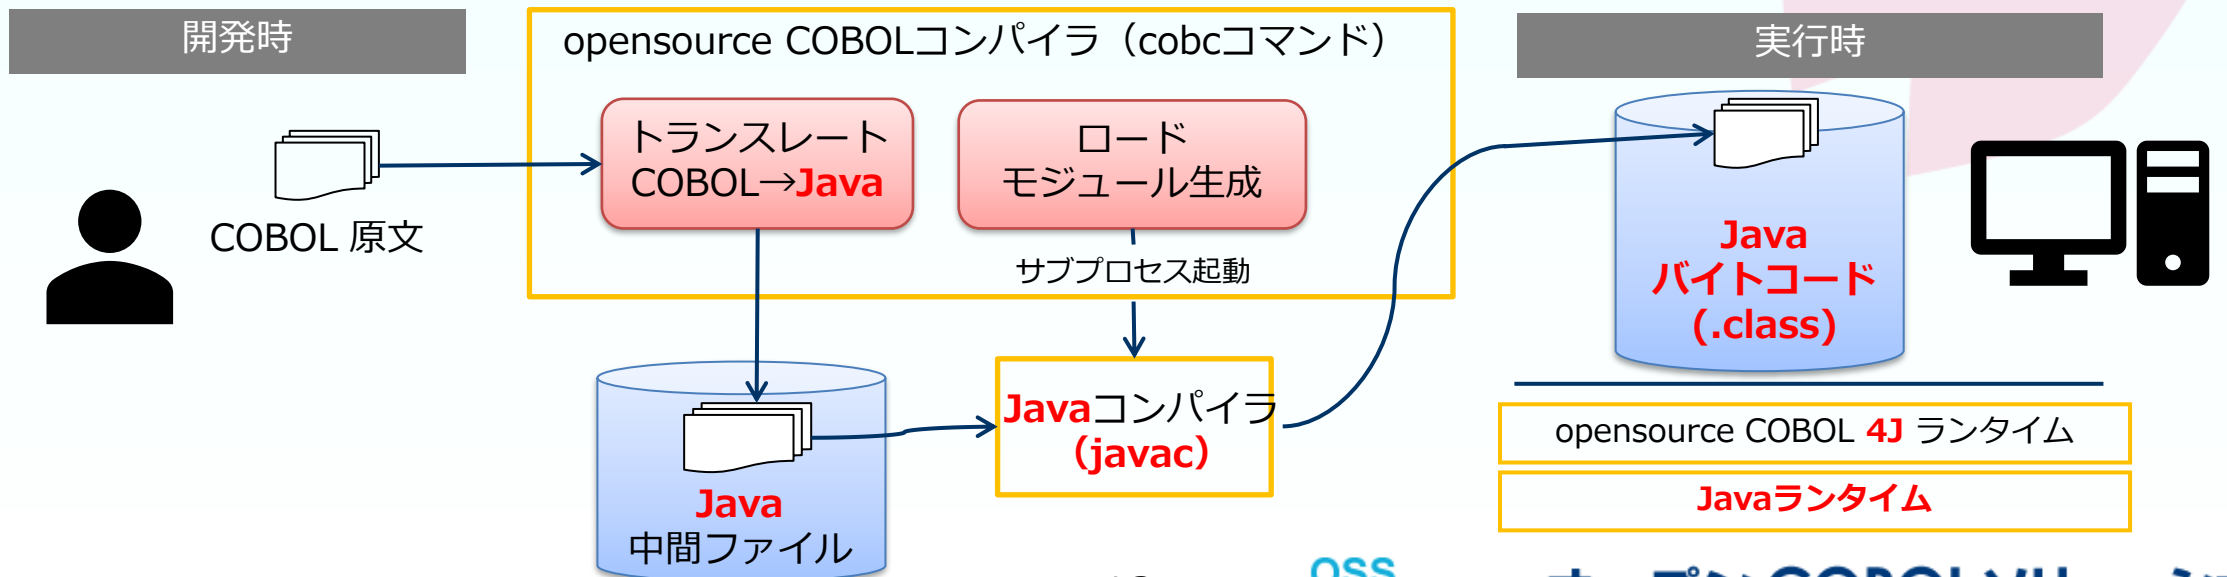 開発時
opensource COBOLコンパイラ（cobcコマンド）
実行時
トランスレート
COBOL→Java
ロード
モジュール生成
COBOL 原文
サブプロセス起動
Java
バイトコード
(.class)
Javaコンパイラ
（javac）
Java
中間ファイル
opensource COBOL 4J ランタイム
Javaランタイム
OSS